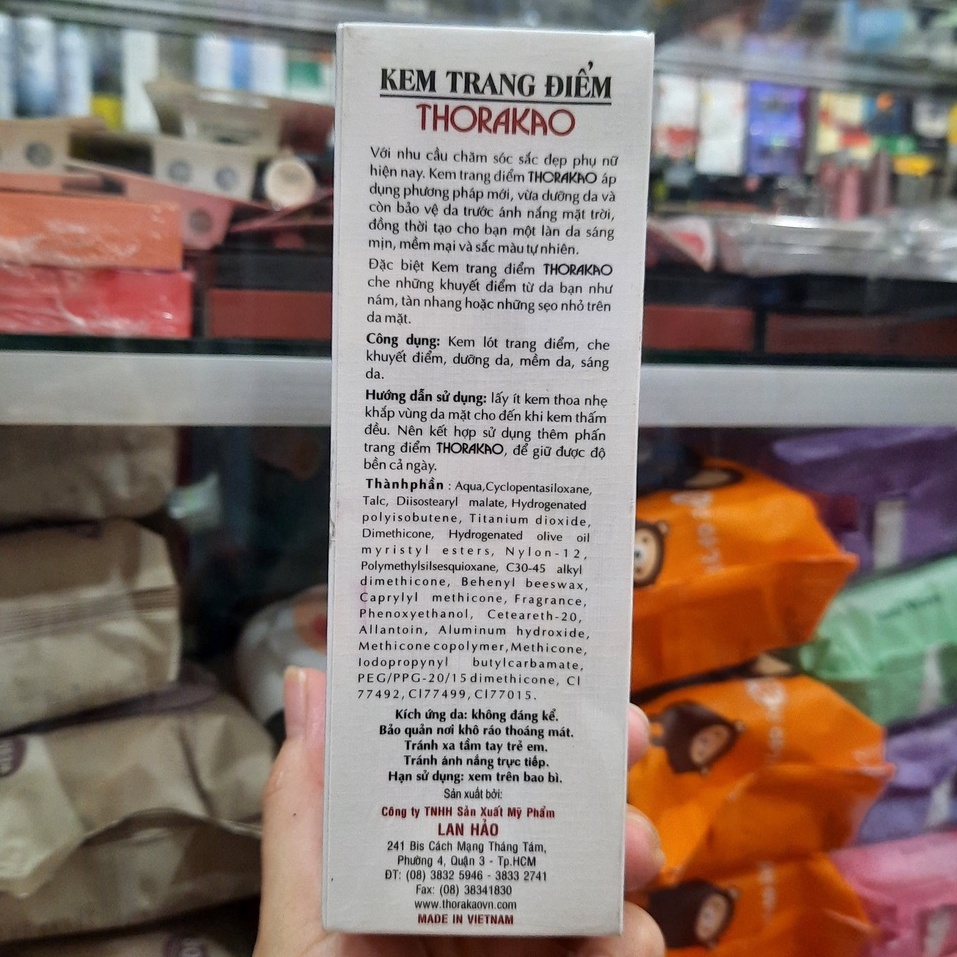 KEM TRANG ĐIỂM
THORAKAO
Với nhu cầu chăm sóc sắc đẹp phụ nữ
hiện nay. Kem trang điểm THORAKAO áp
dụng phương pháp mới, vừa dưỡng da và
còn bảo vệ da trước ánh nắng mặt trời,
đồng thời tạo cho bạn một làn da sáng
mịn, mềm mại và sắc màu tự nhiên.
Đặc biệt Kem trang điểm THORAKAO
che những khuyết điểm từ da bạn như
nám, tàn nhang hoặc những sẹo nhỏ trên
da mặt.
Công dụng: Kem lót trang điểm, che
khuyết điểm, dưỡng da, mềm da, sáng
da.
Hướng dẫn sử dụng: lấy ít kem thoa nhẹ
khắp vùng da mặt cho đến khi kem thấm
đều. Nên kết hợp sử dụng thêm phấn
trang điểm THORAKAO, để giữ được độ
bền cả ngày.
Thànhphần : Aqua,Cyclopentasiloxane,
Talc, Diisostearyl malate, Hydrogenated
polyisobutene, Titanium dioxide,
Dimethicone, Hydrogenated olive oil
myristyl esters, Nylon-12,
Polymethylsilsesquioxane, C30-45 alkyl
dimethicone, Behenyl beeswax,
Caprylyl methicone, Fragrance,
Phenoxyethanol, Ceteareth-20,
Allantoin, Aluminum hydroxide,
Methicone copolymer, Methicone,
Iodopropynyl butylcarbamate,
PEG/PPG-20/15 dimethicone, CI
77492, CI77499, CI77015.
Kích ứng da: không đáng kể.
Bảo quản nơi khô ráo thoáng mát.
Tránh xa tầm tay trẻ em.
Tránh ánh nắng trực tiếp.
Hạn sử dụng: xem trên bao bì.
Sản xuất bởi:
Công ty TNHH Sản Xuất Mỹ Phẩm
LAN HẢO
241 Bis Cách Mạng Tháng Tám,
Phường 4, Quận 3 - Tp.HCM
ĐT: (08) 3832 5946 - 3833 2741
Fax: (08) 38341830
www.thorakaovn.com
MADE IN VIETNAM